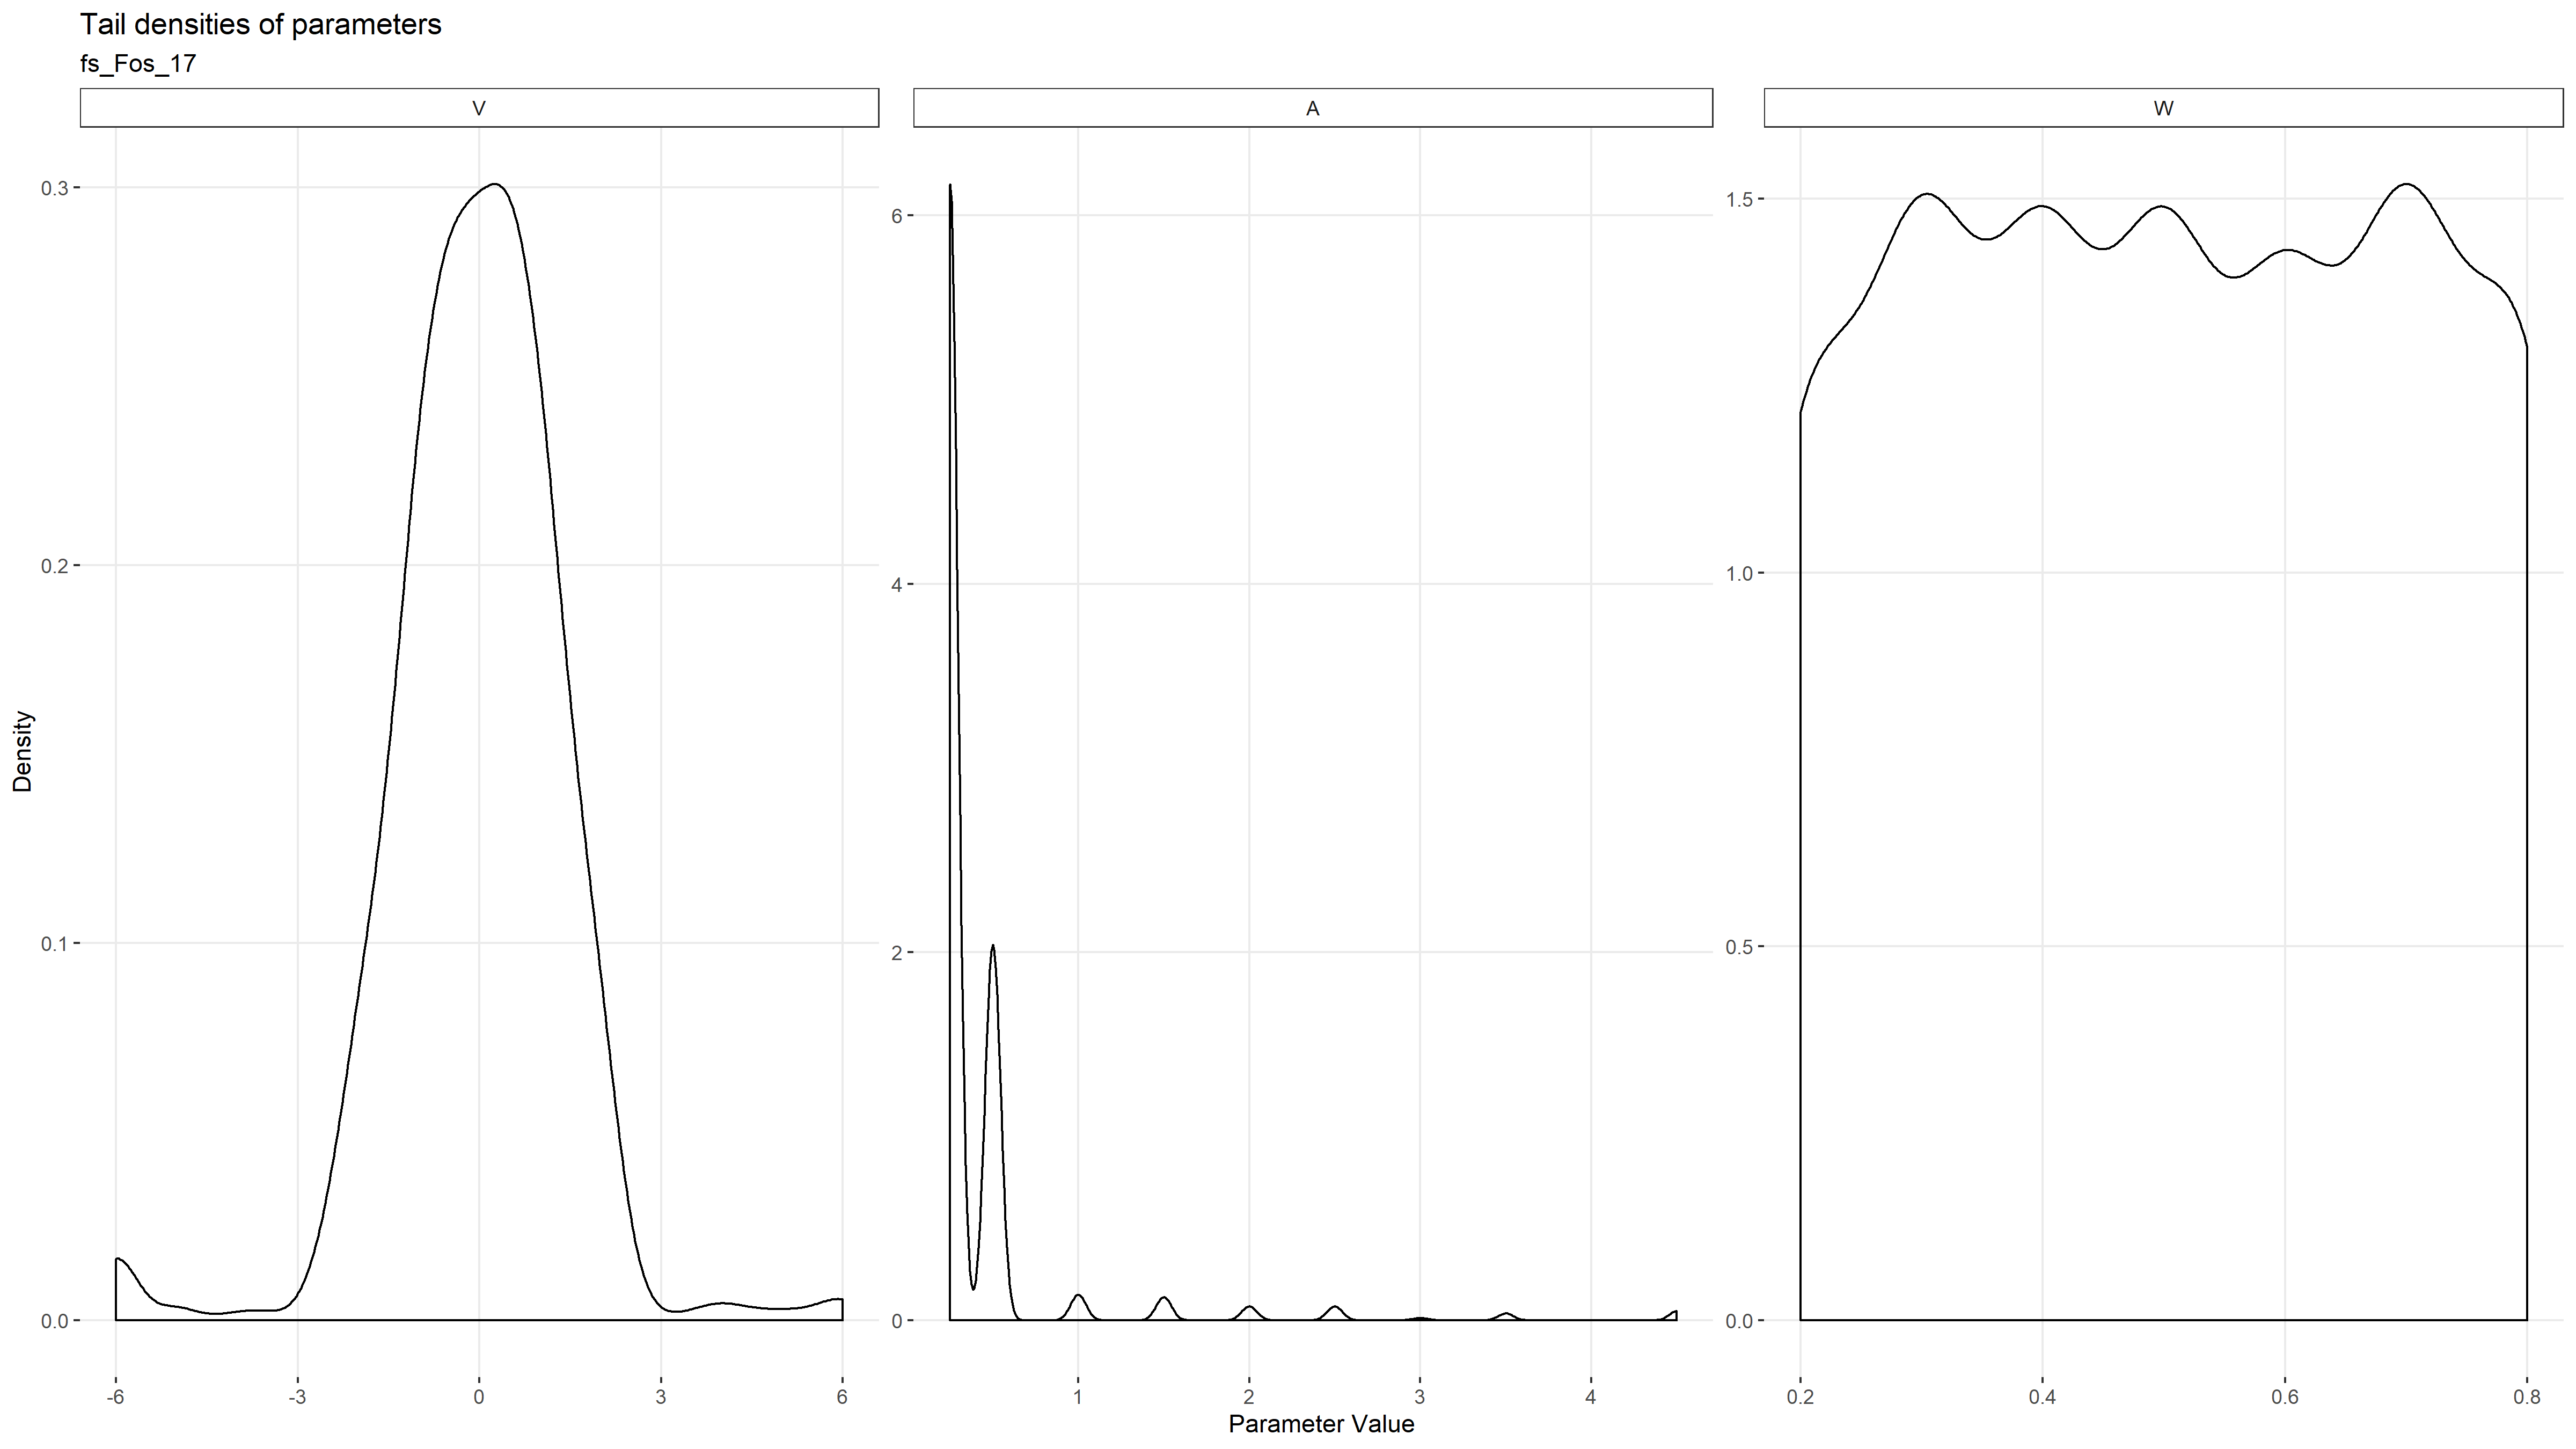 Tail densities of parameters
fs_Fos_17
V
A
W
Density
0.3
0.2
0.1
0.0
6
4
2
0
1.5
1.0
0.5
0.0
-6 -3 0 3 6
1 2 3 4
0.2 0.4 0.6 0.8
Parameter Value